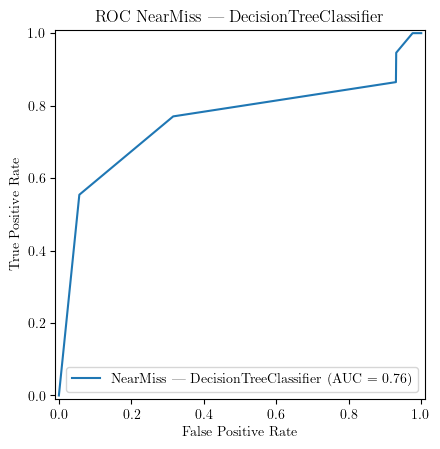 ROC NearMiss — DecisionTreeClassifier
True Positive Rate
1.0
0.8
0.6
0.4
0.2
0.0
NearMiss — DecisionTreeClassifier (AUC = 0.76)
0.0 0.2 0.4 0.6 0.8 1.0
False Positive Rate